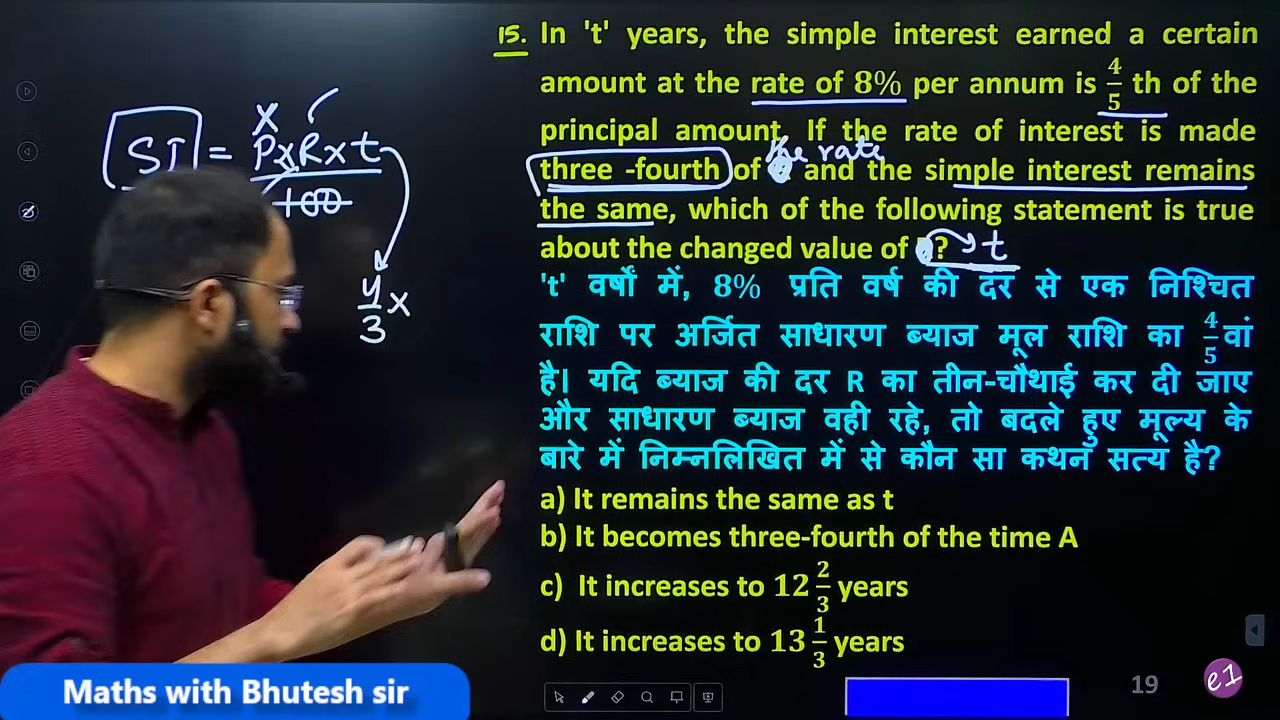 15. In 't' years, the simple interest earned a certain
amount at the rate of 8% per annum is 4/5 th of the
principal amount. If the rate of interest is made
the rate
three -fourth of and the simple interest remains
the same, which of the following statement is true
about the changed value of ? t
't' वर्षों में, 8% प्रति वर्ष की दर से एक निश्चित
राशि पर अर्जित साधारण ब्याज मूल राशि का 4/5 वां
है। यदि ब्याज की दर R का तीन-चौथाई कर दी जाए
और साधारण ब्याज वही रहे, तो बदले हुए मूल्य के
बारे में निम्नलिखित में से कौन सा कथन सत्य है?
a) It remains the same as t
b) It becomes three-fourth of the time A
c) It increases to 12 2/3 years
d) It increases to 13 1/3 years
x
SI = P x R x t
100
4/3 x
Maths with Bhutesh sir
19
e1